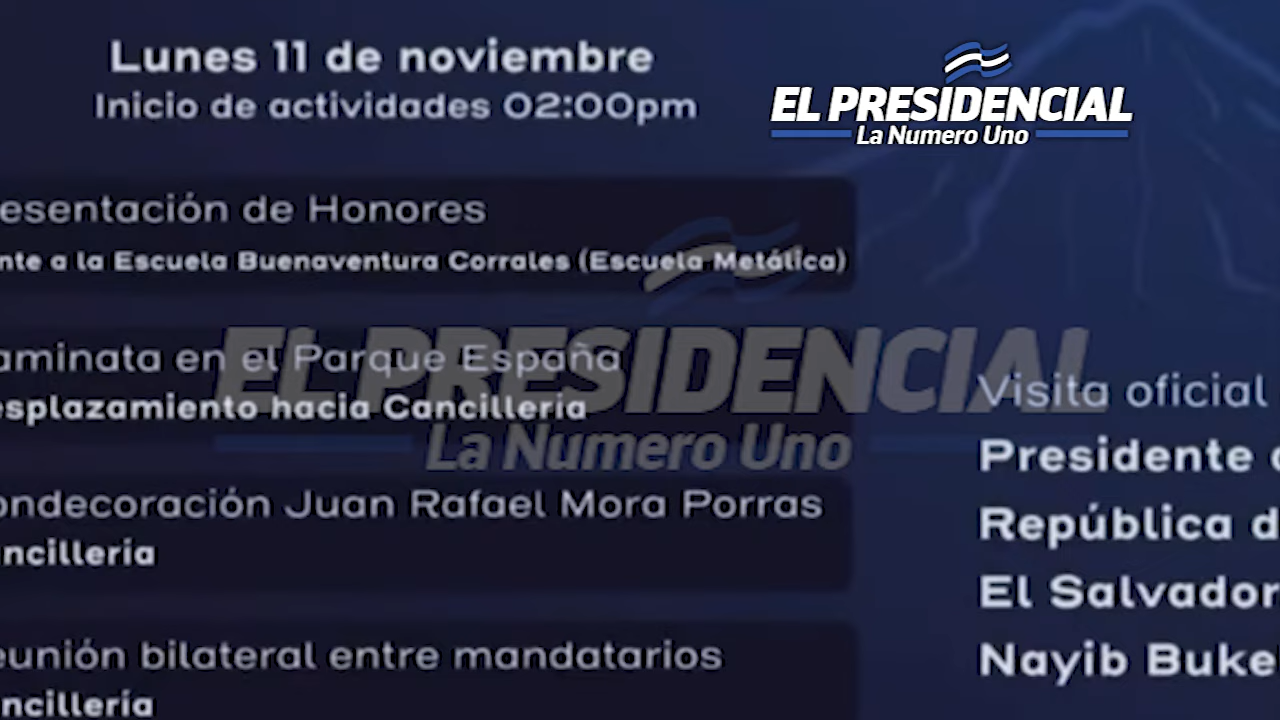 Lunes 11 de noviembre
Inicio de actividades 02:00pm
EL PRESIDENCIAL
La Numero Uno
esentación de Honores
nte a la Escuela Buenaventura Corrales (Escuela Metálica)
aminata en el Parque España
esplazamiento hacia Cancillería
EL PRESIDENCIAL
La Numero Uno
ondecoración Juan Rafael Mora Porras
ncillería
eunión bilateral entre mandatarios
ncillería
Visita oficial
Presidente
República d
El Salvador
Nayib Buke